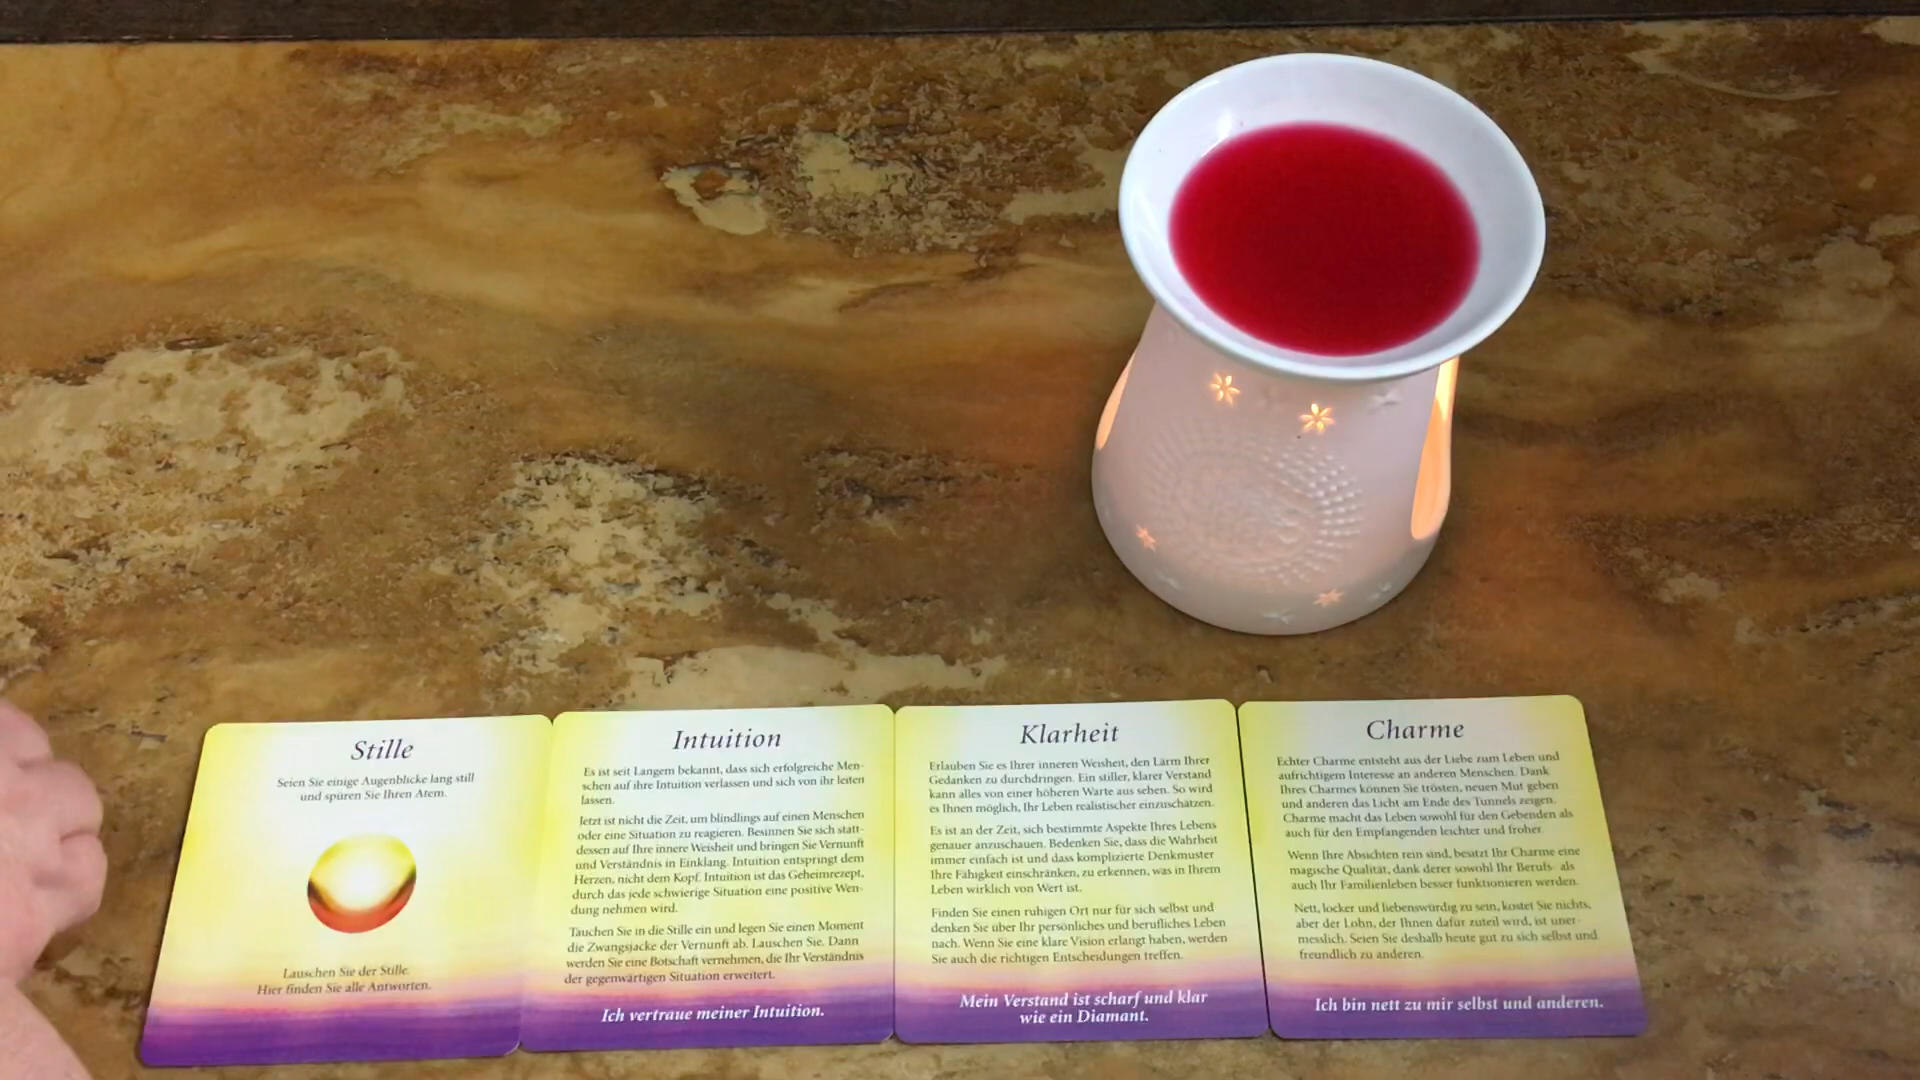 Stille
Seien Sie einige Augenblicke lang still
und spüren Sie Ihren Atem.
Lauschen Sie der Stille.
Hier finden Sie alle Antworten.
Intuition
Es ist seit Langem bekannt, dass sich erfolgreiche Men-
schen auf ihre Intuition verlassen und sich von ihr leiten
lassen.
Jetzt ist nicht die Zeit, um blindlings auf einen Menschen
oder eine Situation zu reagieren. Besinnen Sie sich statt-
dessen auf Ihre innere Weisheit und bringen Sie Vernunft
und Verständnis in Einklang. Intuition entspringt dem
Herzen, nicht dem Kopf. Intuition ist das Geheimrezept,
durch das jede schwierige Situation eine positive Wen-
dung nehmen wird.
Tauchen Sie in die Stille ein und legen Sie einen Moment
die Zwangsjacke der Vernunft ab. Lauschen Sie. Dann
werden Sie eine Botschaft vernehmen, die Ihr Verständnis
der gegenwärtigen Situation erweitert.
Ich vertraue meiner Intuition.
Klarheit
Erlauben Sie es Ihrer inneren Weisheit, den Lärm Ihrer
Gedanken zu durchdringen. Ein stiller, klarer Verstand
kann alles von einer höheren Warte aus sehen. So wird
es Ihnen möglich, Ihr Leben realistischer einzuschätzen.
Es ist an der Zeit, sich bestimmte Aspekte Ihres Lebens
genauer anzuschauen. Bedenken Sie, dass die Wahrheit
immer einfach ist und dass komplizierte Denkmuster
Ihre Fähigkeit einschränken, zu erkennen, was in Ihrem
Leben wirklich von Wert ist.
Finden Sie einen ruhigen Ort nur für sich selbst und
denken Sie über Ihr persönliches und berufliches Leben
nach. Wenn Sie eine klare Vision erlangt haben, werden
Sie auch die richtigen Entscheidungen treffen.
Mein Verstand ist scharf und klar
wie ein Diamant.
Charme
Echter Charme entsteht aus der Liebe zum Leben und
aufrichtigem Interesse an anderen Menschen. Dank
Ihres Charmes können Sie trösten, neuen Mut geben
und anderen das Licht am Ende des Tunnels zeigen.
Charme macht das Leben sowohl für den Gebenden als
auch für den Empfangenden leichter und froher.
Wenn Ihre Absichten rein sind, besitzt Ihr Charme eine
magische Qualität, dank derer sowohl Ihr Berufs- als
auch Ihr Familienleben besser funktionieren werden.
Nett, locker und liebenswürdig zu sein, kostet Sie nichts,
aber der Lohn, der Ihnen dafür zuteil wird, ist uner-
messlich. Seien Sie deshalb heute gut zu sich selbst und
freundlich zu anderen.
Ich bin nett zu mir selbst und anderen.